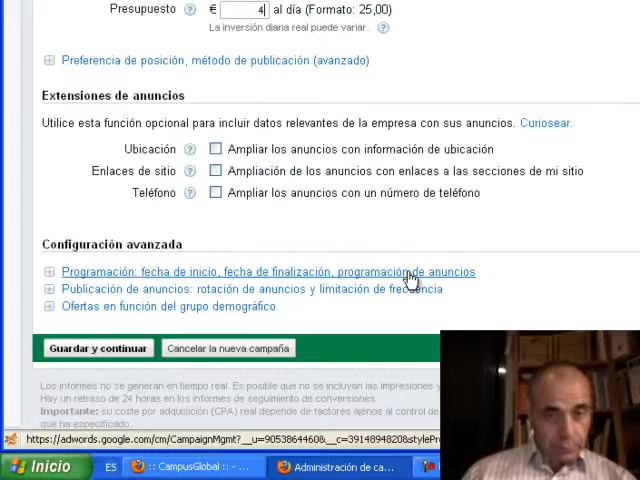 Presupuesto ? € 4 al día (Formato: 25,00)
La inversión diaria real puede variar. ?
Preferencia de posición, método de publicación (avanzado)
Extensiones de anuncios
Utilice esta función opcional para incluir datos relevantes de la empresa con sus anuncios. Curiosear.
Ubicación ? Ampliar los anuncios con información de ubicación
Enlaces de sitio ? Ampliación de los anuncios con enlaces a las secciones de mi sitio
Teléfono ? Ampliar los anuncios con un número de teléfono
Configuración avanzada
Programación: fecha de inicio, fecha de finalización, programación de anuncios
Publicación de anuncios: rotación de anuncios y limitación de frecuencia
Ofertas en función del grupo demográfico
Guardar y continuar Cancelar la nueva campaña
Los informes no se generan en tiempo real. Es posible que no se incluyan las impresiones y
Hay un retraso de 24 horas en los informes de seguimiento de conversiones.
Importante: su coste por adquisición (CPA) real depende de factores ajenos al control de
que ha especificado.
https://adwords.google.com/cm/CampaignMgmt?__u=9053864460&__c=391489482&stylePr
Inicio ES :: CampusGlobal :: - ... Administración de ca...